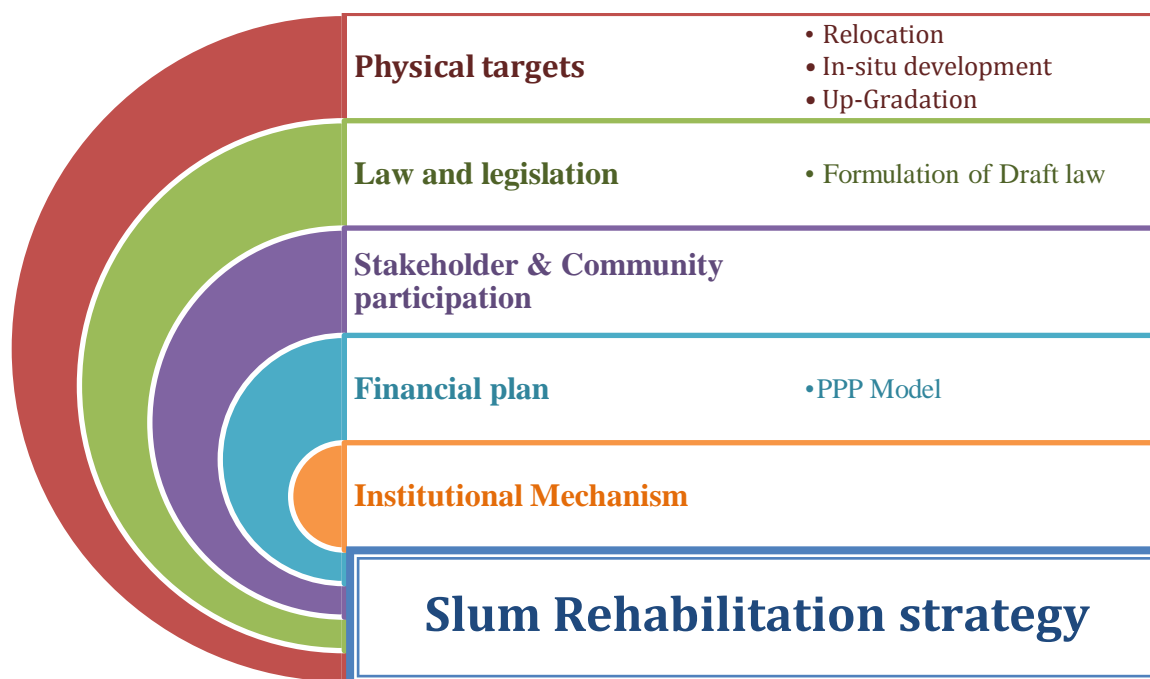 Physical targets
• Relocation
• In-situ development
• Up-Gradation
Law and legislation
• Formulation of Draft law
Stakeholder & Community
participation
Financial plan
•PPP Model
Institutional Mechanism
Slum Rehabilitation strategy